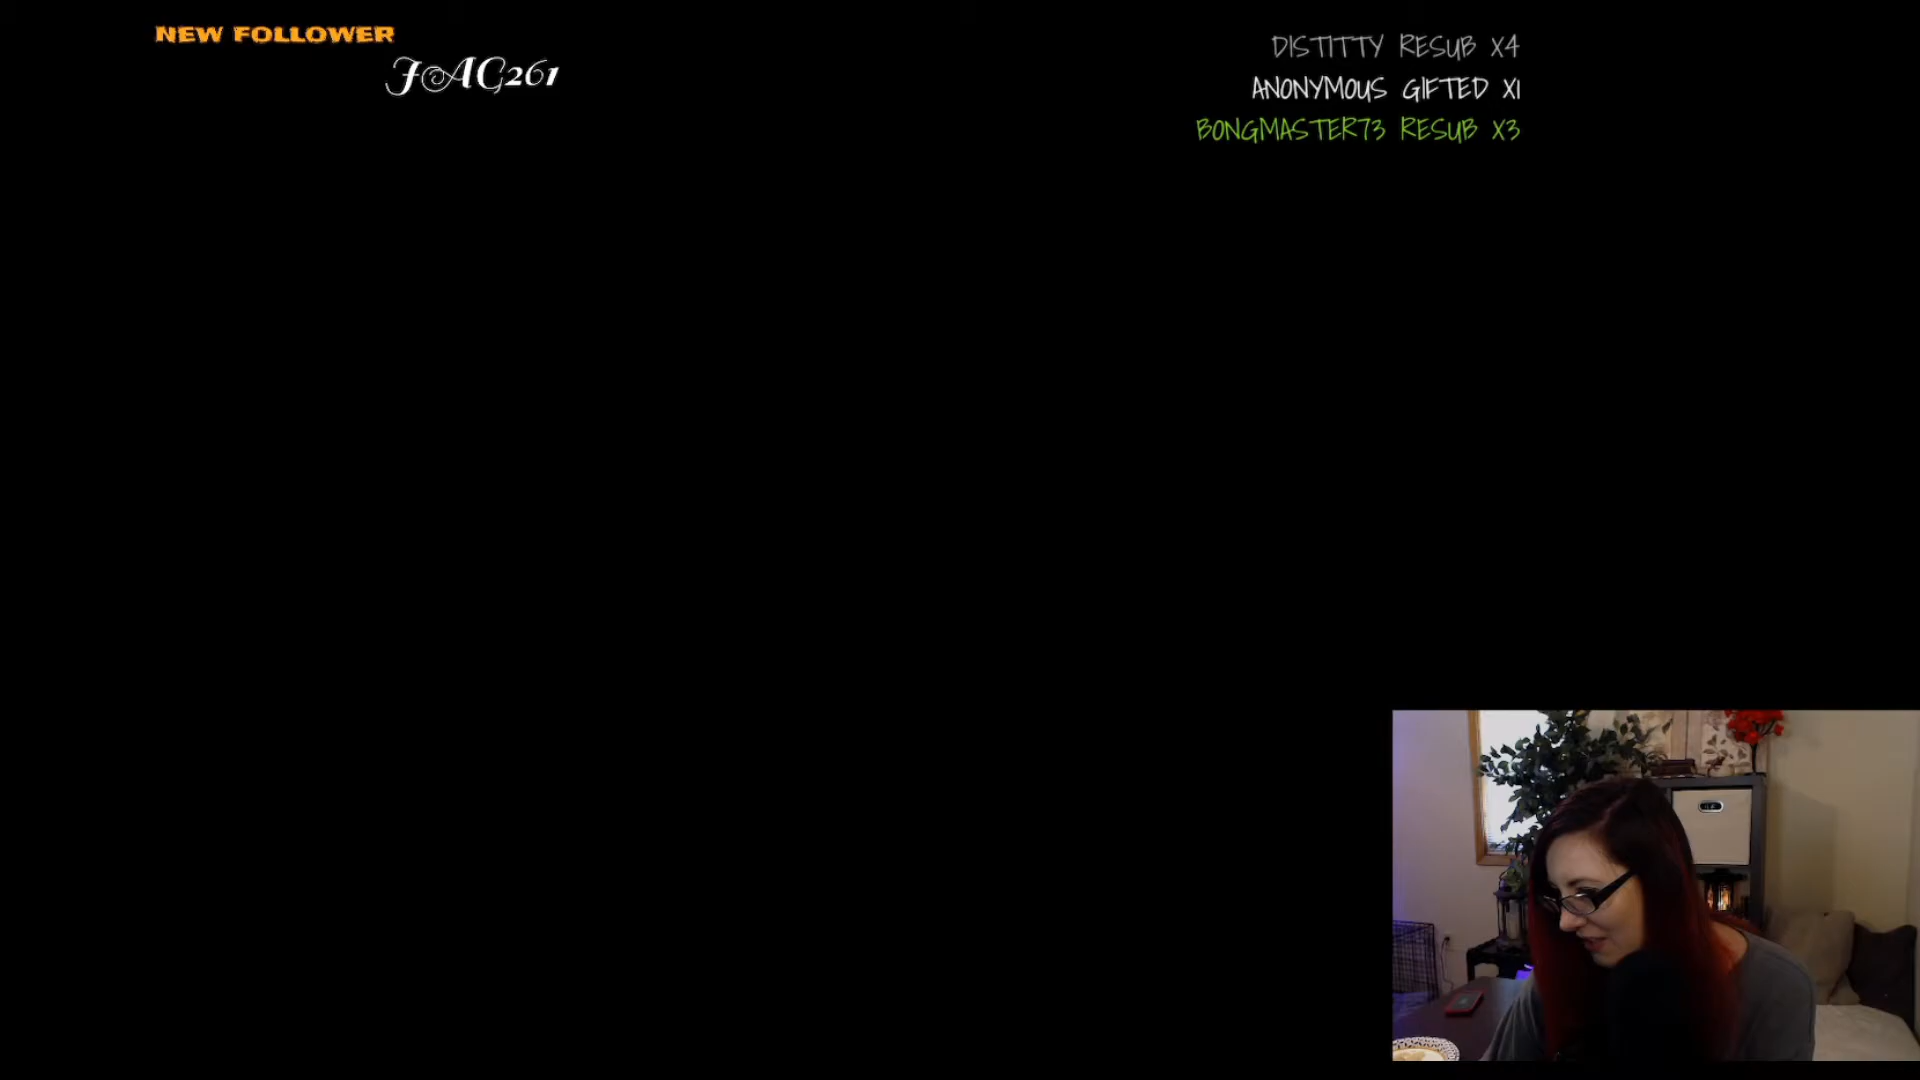 NEW FOLLOWER
JAG261
DISTITTY RESUB X4
ANONYMOUS GIFTED X1
BONGMASTER73 RESUB X3